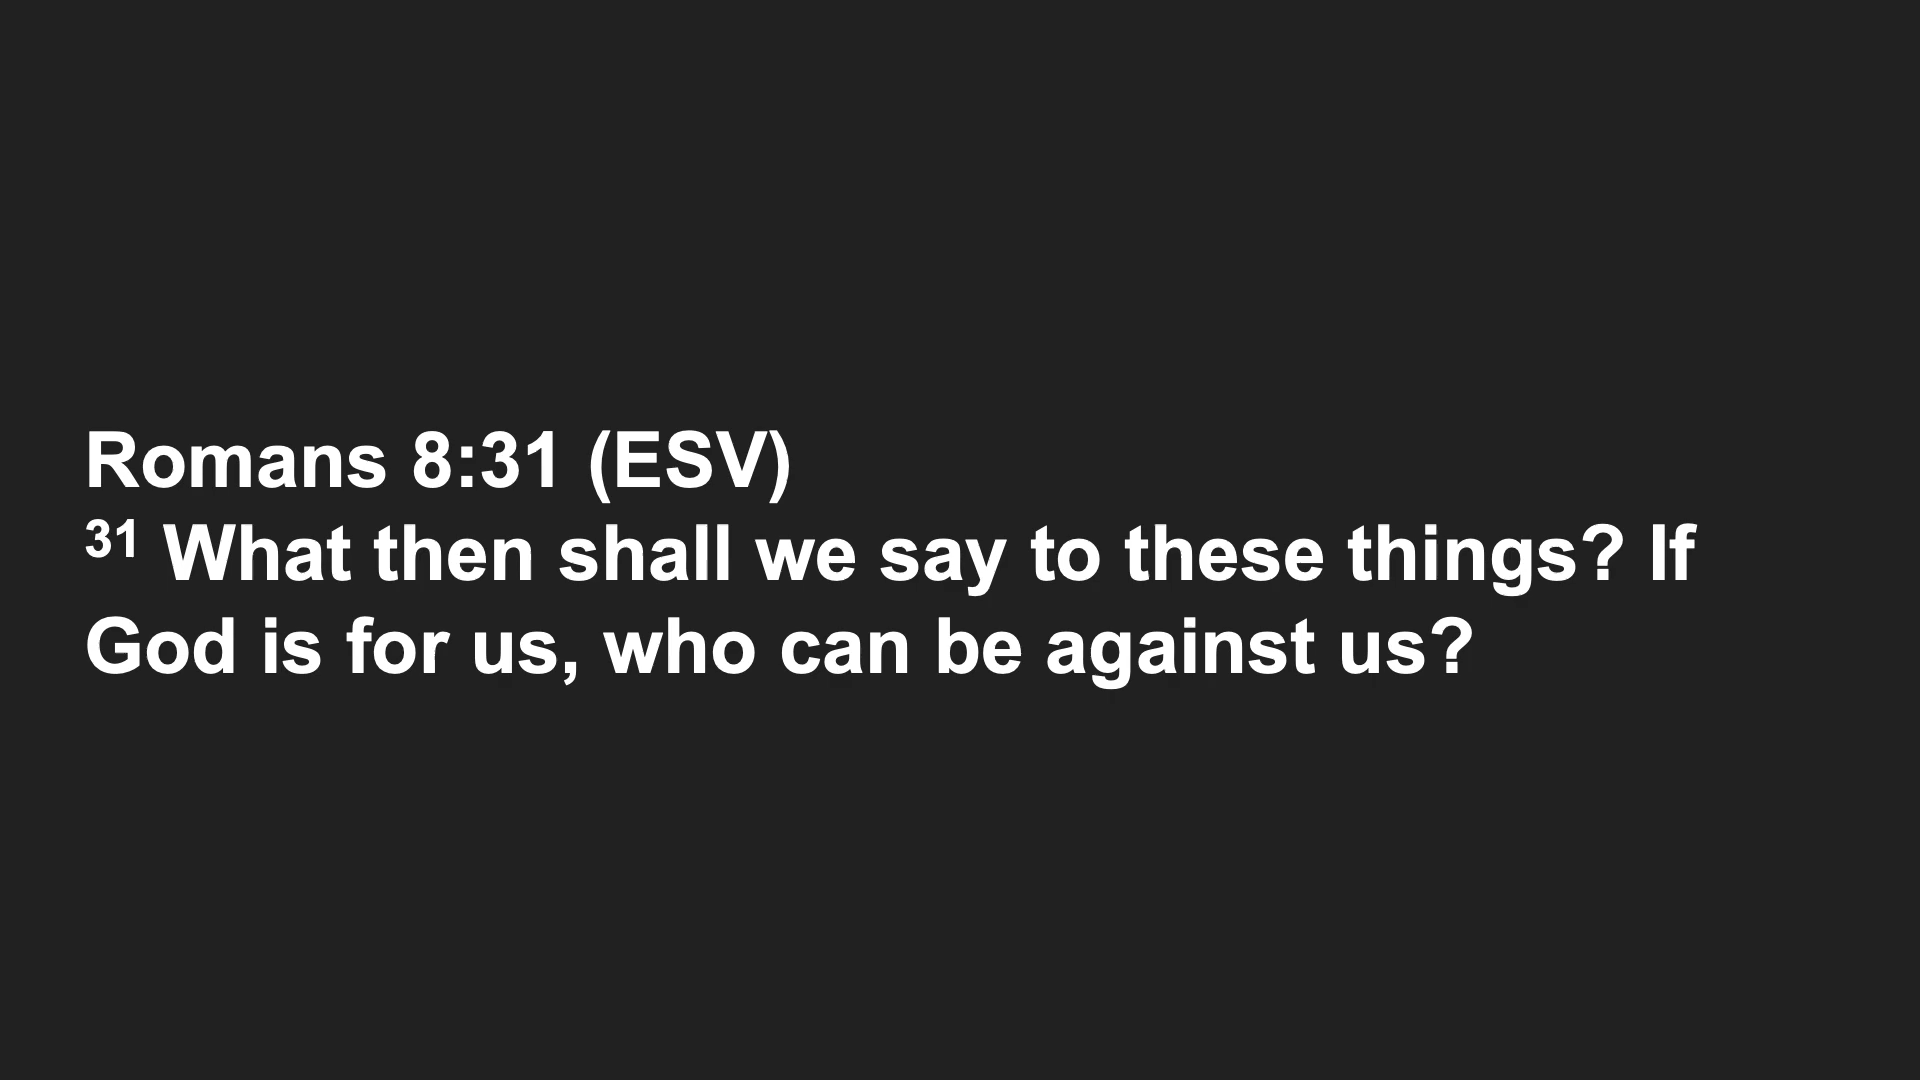 Romans 8:31 (ESV)
31 What then shall we say to these things? If
God is for us, who can be against us?